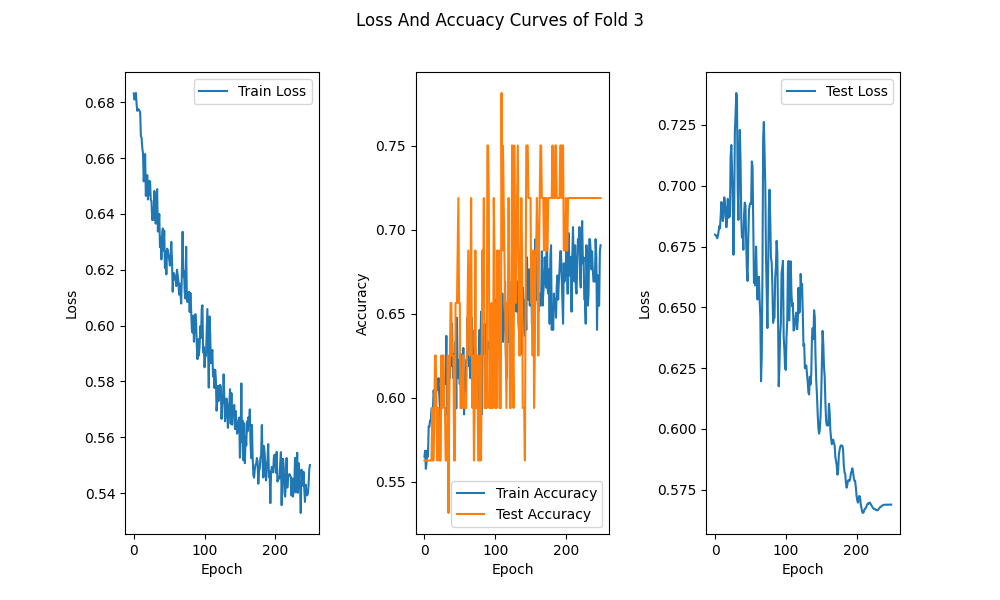 Loss And Accuacy Curves of Fold 3
Train Loss
0.68
0.66
0.64
0.62
0.60
0.58
0.56
0.54
Loss
0
100
200
Epoch
0.75
0.70
0.65
0.60
0.55
Accuracy
Train Accuracy
Test Accuracy
0
100
200
Epoch
Test Loss
0.725
0.700
0.675
0.650
0.625
0.600
0.575
Loss
0
100
200
Epoch